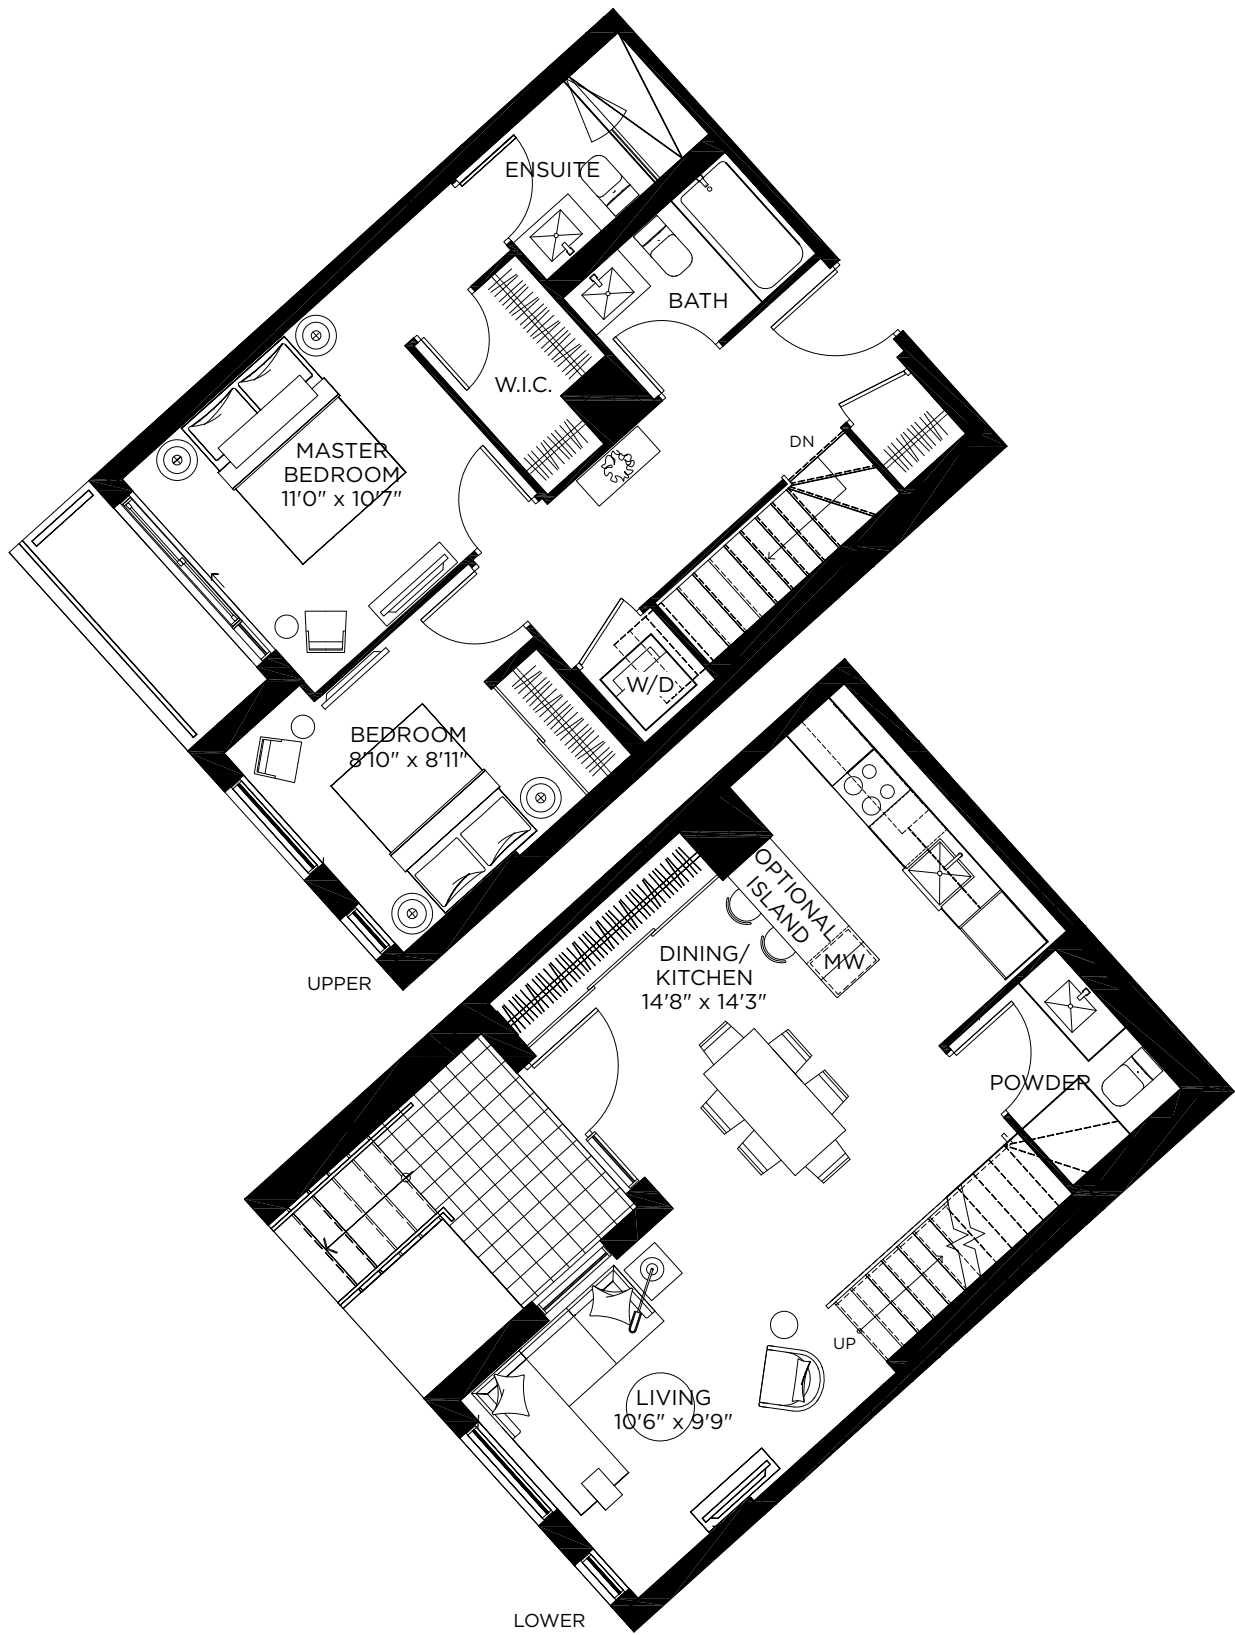 ENSUITE
BATH
W.I.C.
MASTER
BEDROOM
11'0" x 10'7"
DN
W/D
BEDROOM
8'10" x 8'11"
UPPER
OPTIONAL
ISLAND
MW
DINING/
KITCHEN
14'8" x 14'3"
POWDER
UP
LIVING
10'6" x 9'9"
LOWER